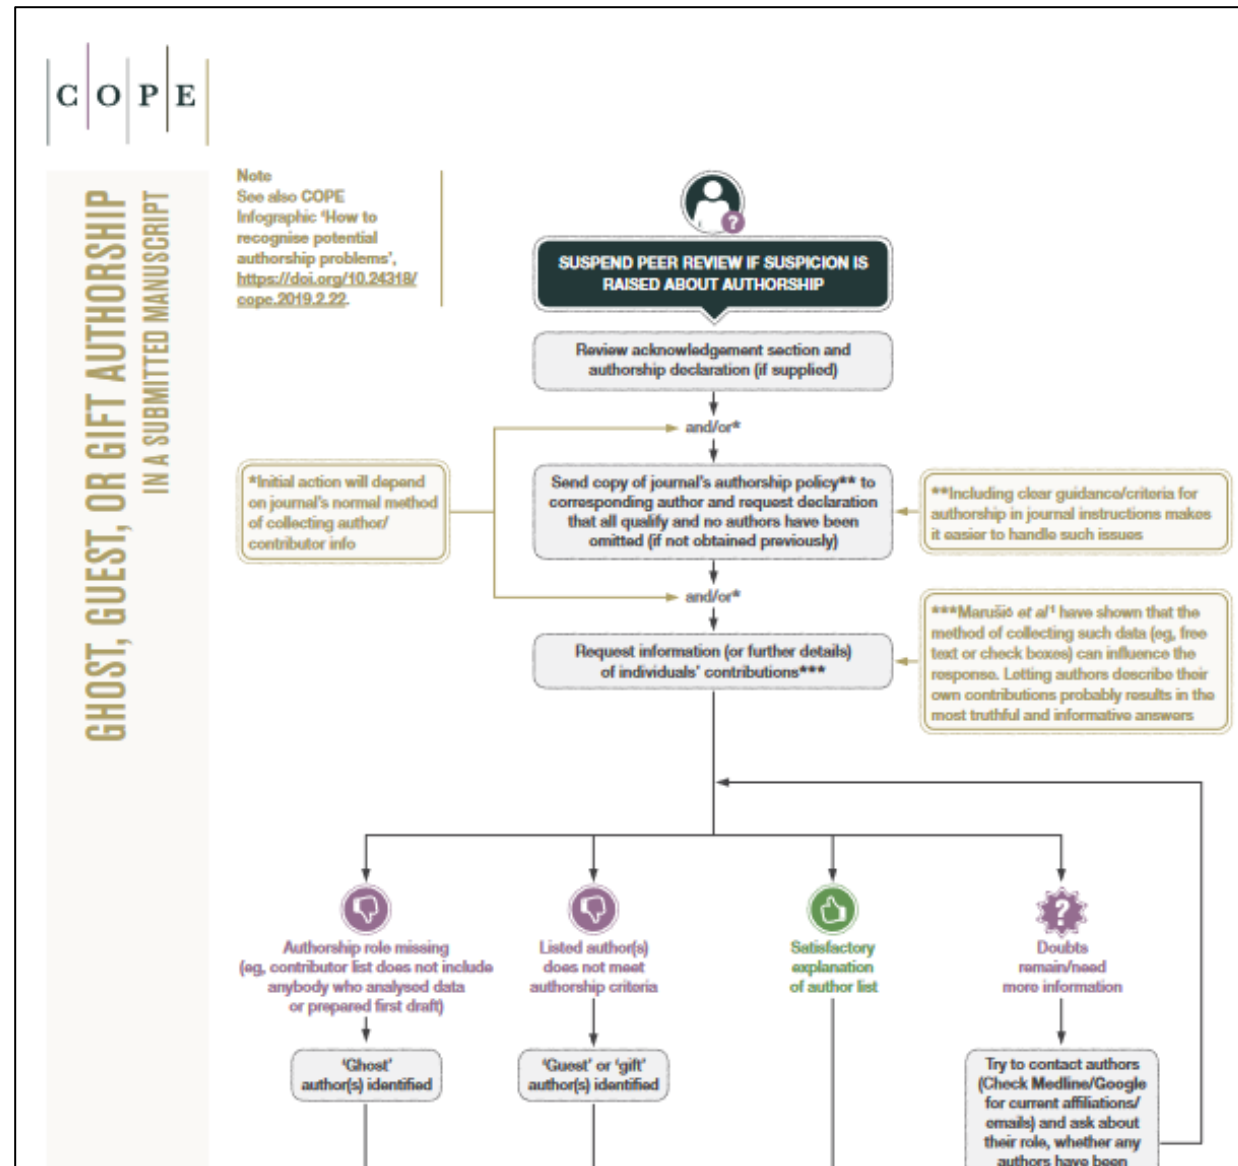 COPE
GHOST, GUEST, OR GIFT AUTHORSHIP
IN A SUBMITTED MANUSCRIPT
Note
See also COPE
Infographic ‘How to
recognise potential
authorship problems’,
https://doi.org/10.24318/
cope.2019.2.22.
?
SUSPEND PEER REVIEW IF SUSPICION IS
RAISED ABOUT AUTHORSHIP
Review acknowledgement section and
authorship declaration (if supplied)
and/or*
*Initial action will depend
on journal’s normal method
of collecting author/
contributor info
Send copy of journal’s authorship policy** to
corresponding author and request declaration
that all qualify and no authors have been
omitted (if not obtained previously)
**Including clear guidance/criteria for
authorship in journal instructions makes
it easier to handle such issues
and/or*
Request information (or further details)
of individuals’ contributions***
***Marušić et al¹ have shown that the
method of collecting such data (eg, free
text or check boxes) can influence the
response. Letting authors describe their
own contributions probably results in the
most truthful and informative answers
Authorship role missing
(eg, contributor list does not include
anybody who analysed data
or prepared first draft)
Listed author(s)
does not meet
authorship criteria
Satisfactory
explanation
of author list
?
Doubts
remain/need
more information
‘Ghost’
author(s) identified
‘Guest’ or ‘gift’
author(s) identified
Try to contact authors
(Check Medline/Google
for current affiliations/
emails) and ask about
their role, whether any
authors have been